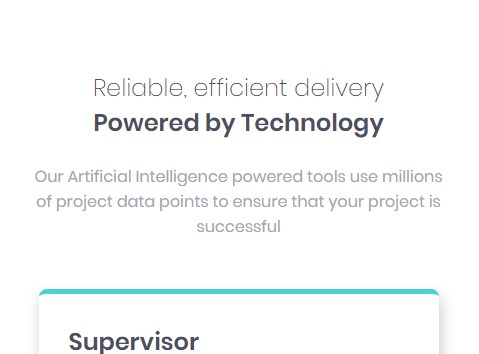 Reliable, efficient delivery
Powered by Technology
Our Artificial Intelligence powered tools use millions
of project data points to ensure that your project is
successful
Supervisor